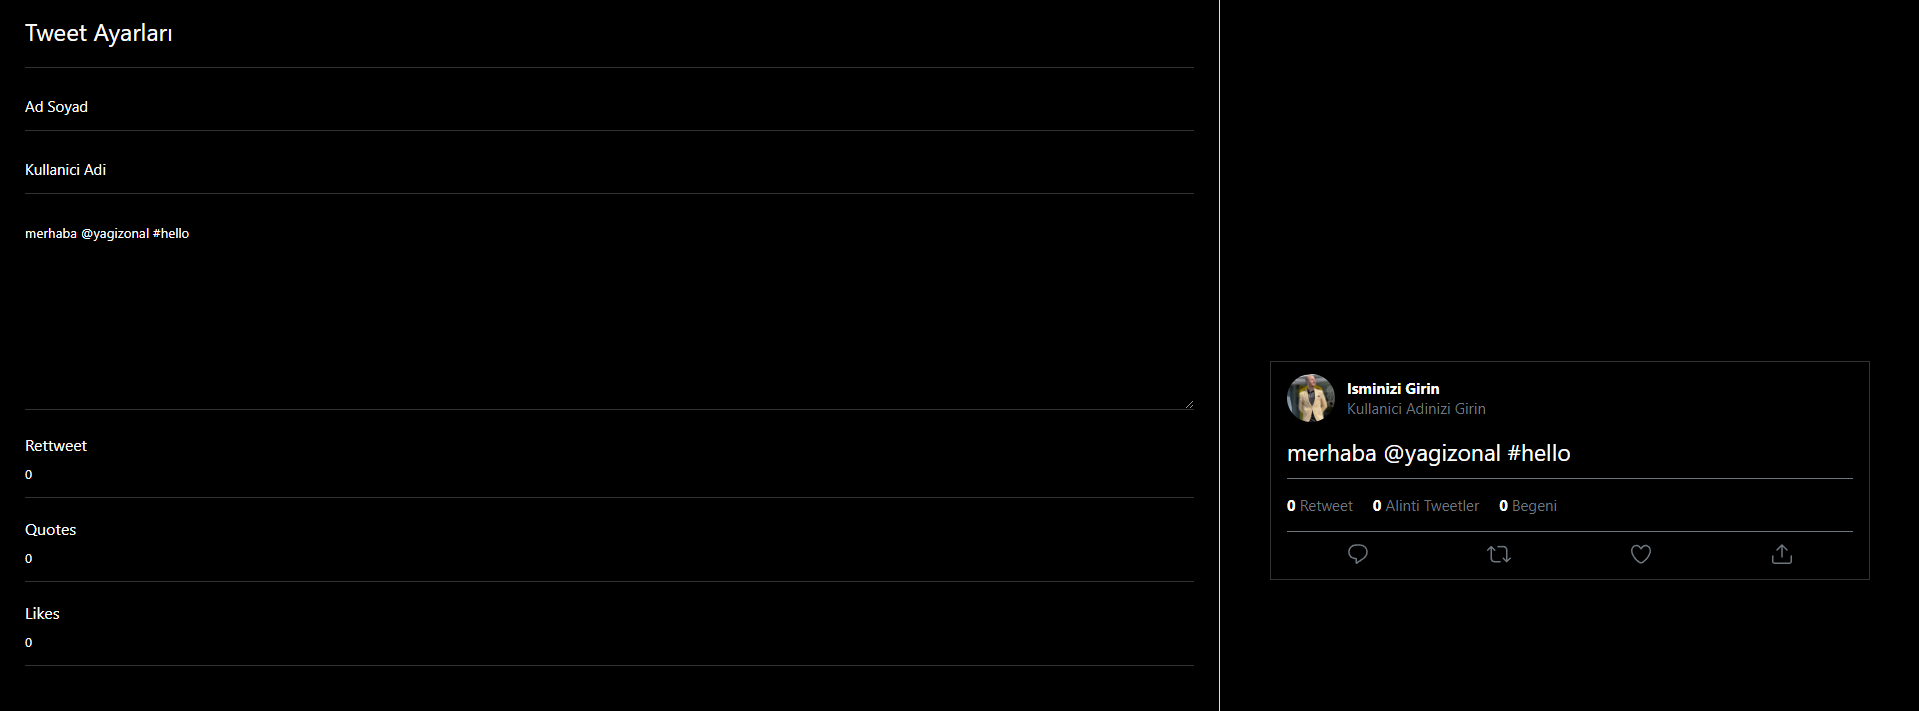 Tweet Ayarları
Ad Soyad
Kullanici Adi
merhaba @yagizonal #hello
Rettweet
0
Quotes
0
Likes
0
Isminizi Girin
Kullanici Adinizi Girin
merhaba @yagizonal #hello
0 Retweet 0 Alinti Tweetler 0 Begeni